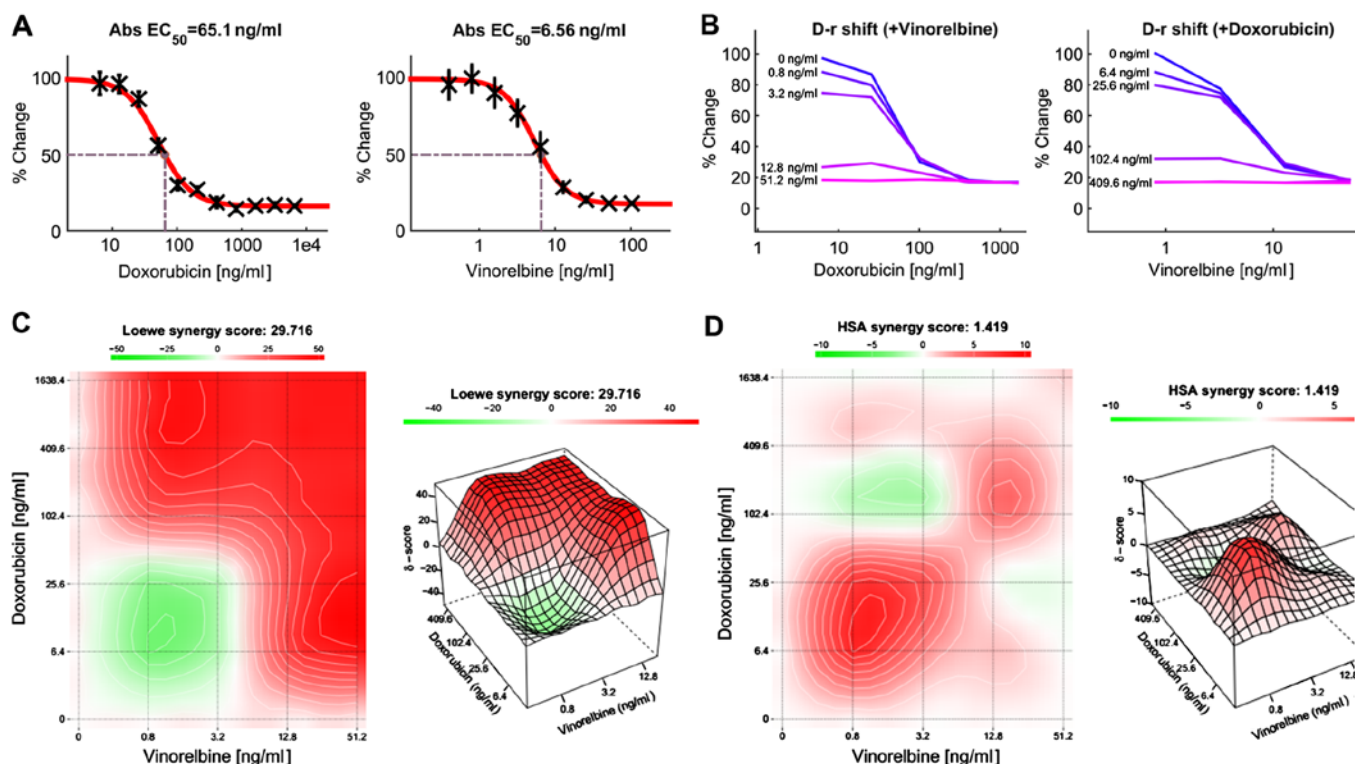 A
Abs EC50=65.1 ng/ml
% Change
100
50
0
10
100
1000
1e4
Doxorubicin [ng/ml]
Abs EC50=6.56 ng/ml
% Change
100
50
0
1
10
100
Vinorelbine [ng/ml]
B
D-r shift (+Vinorelbine)
% Change
100
80
60
40
20
0
0 ng/ml
0.8 ng/ml
3.2 ng/ml
12.8 ng/ml
51.2 ng/ml
1
10
100
1000
Doxorubicin [ng/ml]
D-r shift (+Doxorubicin)
% Change
100
80
60
40
20
0
0 ng/ml
6.4 ng/ml
25.6 ng/ml
102.4 ng/ml
409.6 ng/ml
1
10
Vinorelbine [ng/ml]
C
Loewe synergy score: 29.716
−50 −25 0 25 50
Doxorubicin [ng/ml]
1638.4
409.6
102.4
25.6
6.4
0
0 0.8 3.2 12.8 51.2
Vinorelbine [ng/ml]
Loewe synergy score: 29.716
−40 −20 0 20 40
δ − score
40
20
0
−20
−40
409.6
102.4
25.6
6.4
Doxorubicin (ng/ml)
0.8
3.2
12.8
Vinorelbine (ng/ml)
D
HSA synergy score: 1.419
−10 −5 0 5 10
Doxorubicin [ng/ml]
1638.4
409.6
102.4
25.6
6.4
0
0 0.8 3.2 12.8 51.2
Vinorelbine [ng/ml]
HSA synergy score: 1.419
−10 −5 0 5
δ − score
10
5
0
−5
−10
409.6
102.4
25.6
6.4
Doxorubicin (ng/ml)
0.8
3.2
12.8
Vinorelbine (ng/ml)